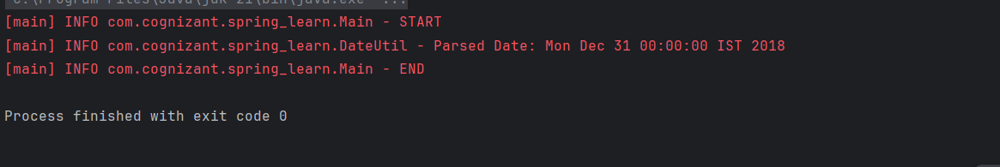 C:\Program Files\Java\jdk-21\bin\java.exe" ...
[main] INFO com.cognizant.spring_learn.Main - START
[main] INFO com.cognizant.spring_learn.DateUtil - Parsed Date: Mon Dec 31 00:00:00 IST 2018
[main] INFO com.cognizant.spring_learn.Main - END
Process finished with exit code 0